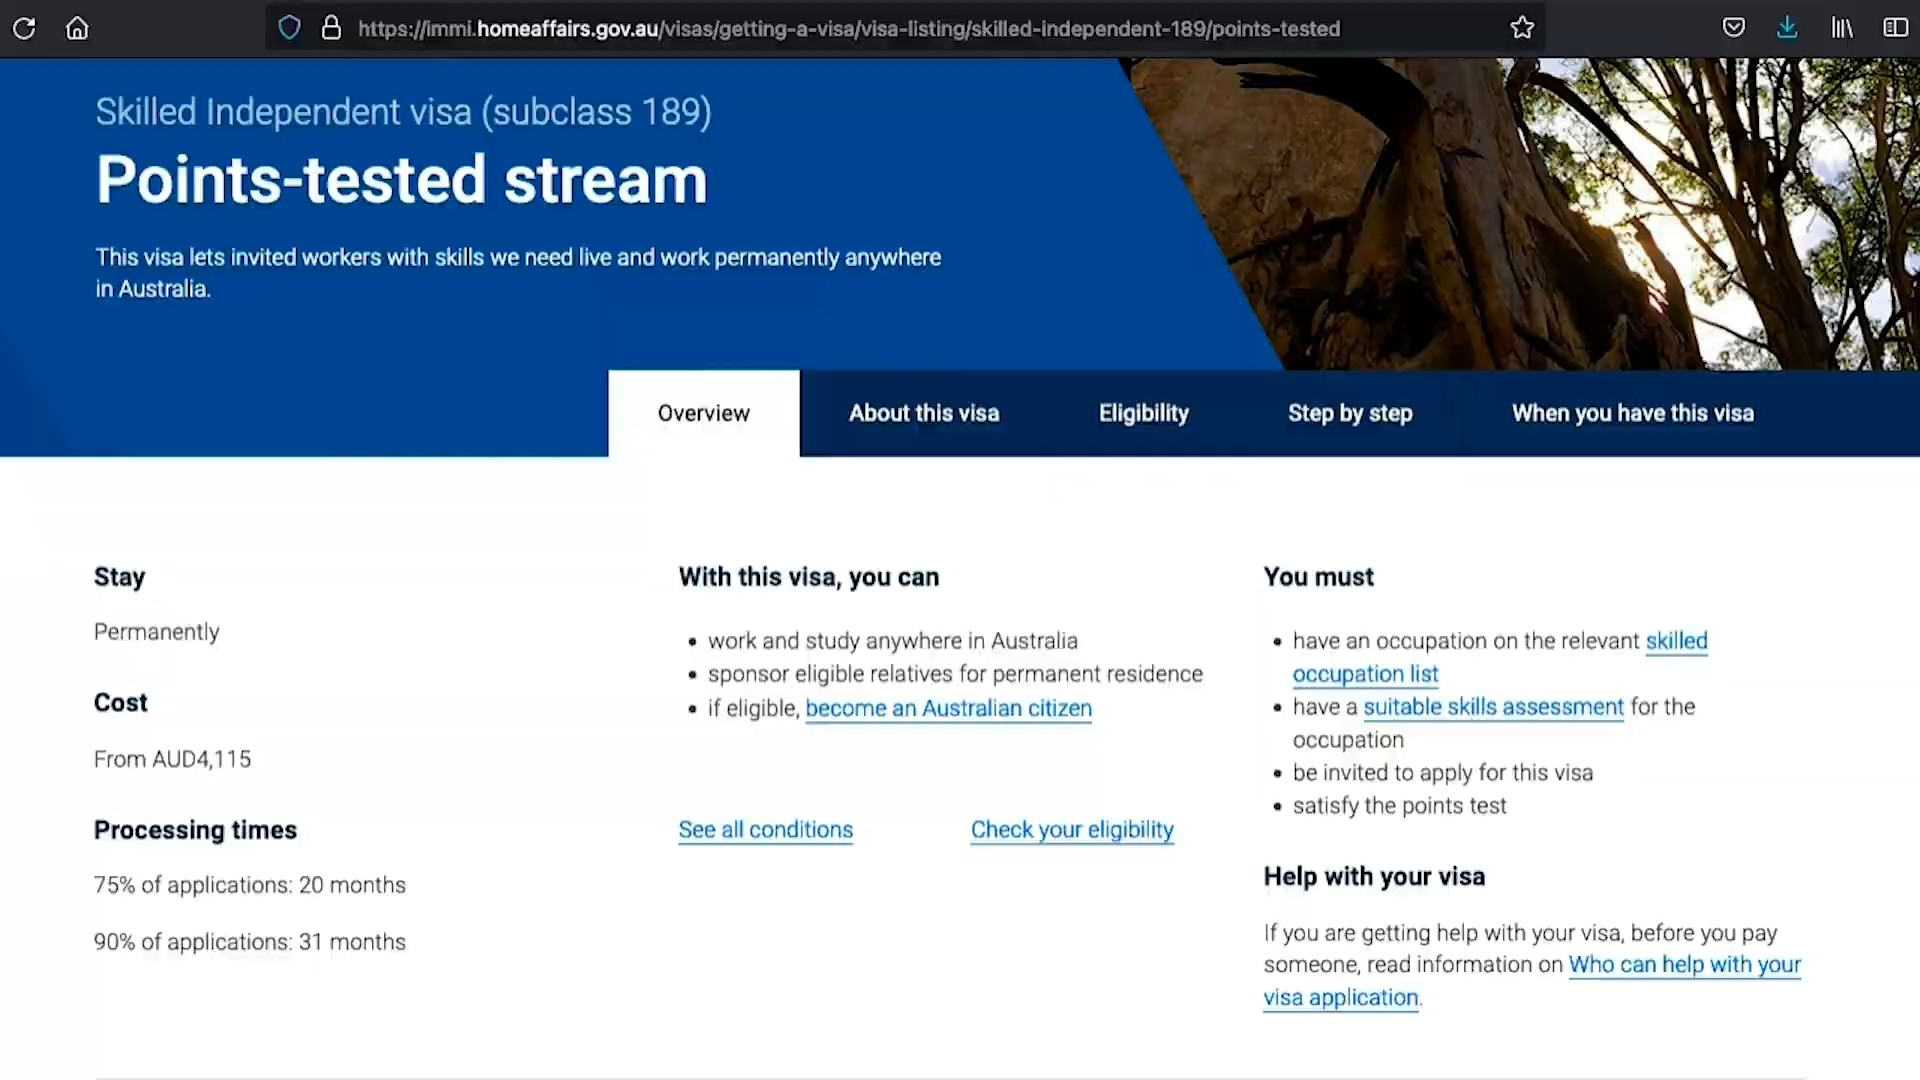 https://immi.homeaffairs.gov.au/visas/getting-a-visa/visa-listing/skilled-independent-189/points-tested
Skilled Independent visa (subclass 189)
Points-tested stream
This visa lets invited workers with skills we need live and work permanently anywhere
in Australia.
Overview
About this visa
Eligibility
Step by step
When you have this visa
Stay
Permanently
Cost
From AUD4,115
Processing times
75% of applications: 20 months
90% of applications: 31 months
With this visa, you can
• work and study anywhere in Australia
• sponsor eligible relatives for permanent residence
• if eligible, become an Australian citizen
See all conditions
Check your eligibility
You must
• have an occupation on the relevant skilled
occupation list
• have a suitable skills assessment for the
occupation
• be invited to apply for this visa
• satisfy the points test
Help with your visa
If you are getting help with your visa, before you pay
someone, read information on Who can help with your
visa application.